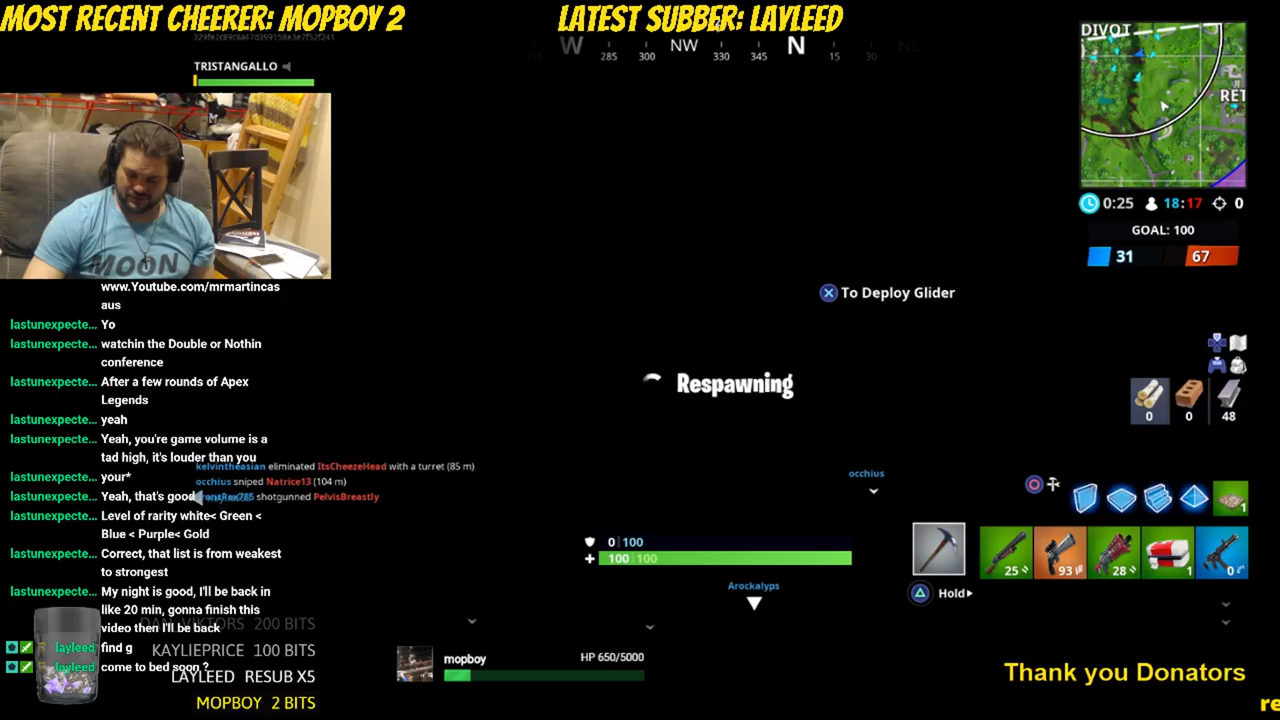 MOST RECENT CHEERER: MOPBOY 2
LATEST SUBBER: LAYLEED
TRISTANGALLO
W
285
300
NW
330
345
N
15
30
NE
DIVOT
RET
0:25
18:17
0
GOAL: 100
31
67
MOON
To Deploy Glider
Respawning
www.Youtube.com/mrmartincas
aus
lastunexpecte... Yo
lastunexpecte... watchin the Double or Nothin
conference
lastunexpecte... After a few rounds of Apex
Legends
lastunexpecte... yeah
lastunexpecte... Yeah, you're game volume is a
tad high, it's louder than you
lastunexpecte... your*
lastunexpecte... Yeah, that's good
lastunexpecte... Level of rarity white< Green <
Blue < Purple< Gold
lastunexpecte... Correct, that list is from weakest
to strongest
lastunexpecte... My night is good, I'll be back in
like 20 min, gonna finish this
video then I'll be back
layleed find g
layleed come to bed soon ?
kelvintheasian eliminated ItsCheezeHead with a turret (85 m)
occhius sniped Natrice13 (104 m)
shotgunned PelvisBreastly
DAN_VIKTORS 200 BITS
KAYLIEPRICE 100 BITS
LAYLEED RESUB X5
MOPBOY 2 BITS
occhius
0 | 100
100 | 100
Arockalyps
mopboy
HP 650/5000
0
0
48
1
25
93
28
1
0
Hold
Thank you Donators
re